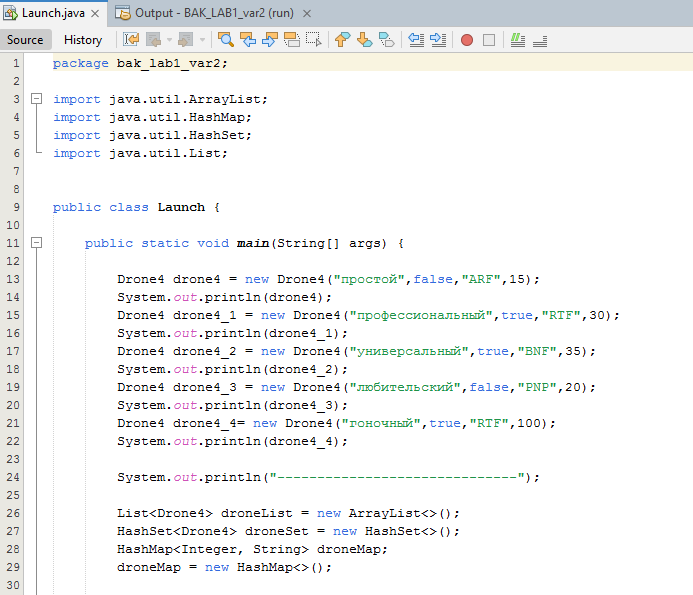 Launch.java × Output - BAK_LAB1_var2 (run) ×
Source History
1 package bak_lab1_var2;
2
3 import java.util.ArrayList;
4 import java.util.HashMap;
5 import java.util.HashSet;
6 import java.util.List;
7
8
9 public class Launch {
10
11 public static void main(String[] args) {
12
13 Drone4 drone4 = new Drone4("простой",false,"ARF",15);
14 System.out.println(drone4);
15 Drone4 drone4_1 = new Drone4("профессиональный",true,"RTF",30);
16 System.out.println(drone4_1);
17 Drone4 drone4_2 = new Drone4("универсальный",true,"BNF",35);
18 System.out.println(drone4_2);
19 Drone4 drone4_3 = new Drone4("любительский",false,"PNP",20);
20 System.out.println(drone4_3);
21 Drone4 drone4_4= new Drone4("гоночный",true,"RTF",100);
22 System.out.println(drone4_4);
23
24 System.out.println("------------------------------");
25
26 List<Drone4> droneList = new ArrayList<>();
27 HashSet<Drone4> droneSet = new HashSet<>();
28 HashMap<Integer, String> droneMap;
29 droneMap = new HashMap<>();
30